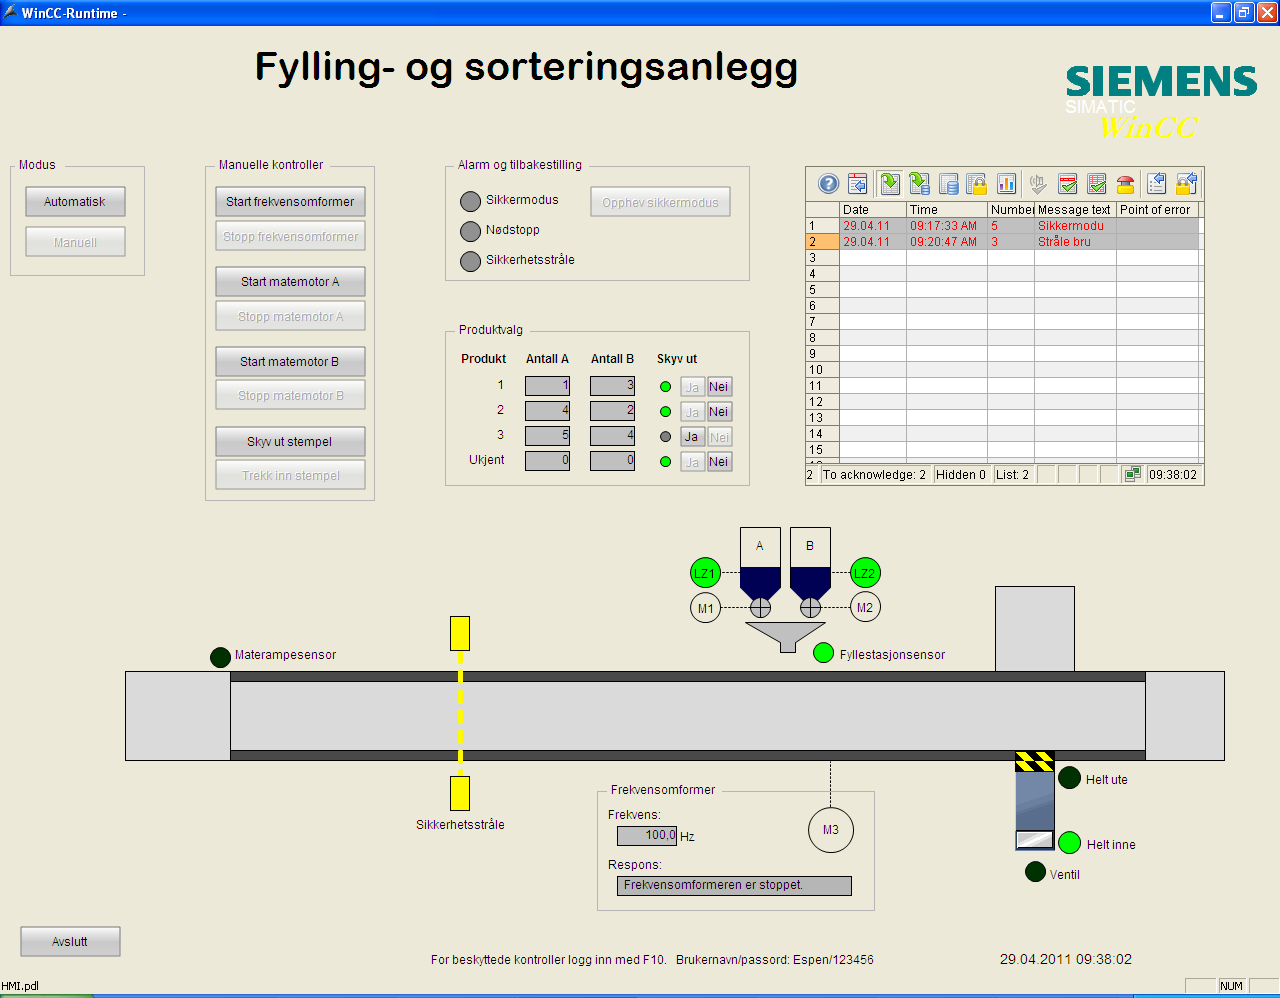 WinCC-Runtime -
Fylling- og sorteringsanlegg
SIEMENS
SIMATIC
WinCC
Modus
Automatisk
Manuell
Manuelle kontroller
Start frekvensomformer
Stopp frekvensomformer
Start matemotor A
Stopp matemotor A
Start matemotor B
Stopp matemotor B
Skyv ut stempel
Trekk inn stempel
Alarm og tilbakestilling
Sikkermodus
Opphev sikkermodus
Nødstopp
Sikkerhetsstråle
Produktvalg
Produkt Antall A Antall B Skyv ut
1 1 3 Ja Nei
2 4 2 Ja Nei
3 5 4 Ja Nei
Ukjent 0 0 Ja Nei
Date Time Number Message text Point of error
1 29.04.11 09:17:33 AM 5 Sikkermodu
2 29.04.11 09:20:47 AM 3 Stråle bru
3
4
5
6
7
8
9
10
11
12
13
14
15
2 To acknowledge: 2 Hidden 0 List: 2 09:38:02
A B
LZ1 LZ2
M1 M2
Materampesensor
Fyllestasjonsensor
Sikkerhetsstråle
Frekvensomformer
Frekvens:
100,0 Hz
M3
Respons:
Frekvensomformeren er stoppet.
Helt ute
Helt inne
Ventil
Avslutt
For beskyttede kontroller logg inn med F10. Brukernavn/passord: Espen/123456
29.04.2011 09:38:02
HMI.pdl
NUM